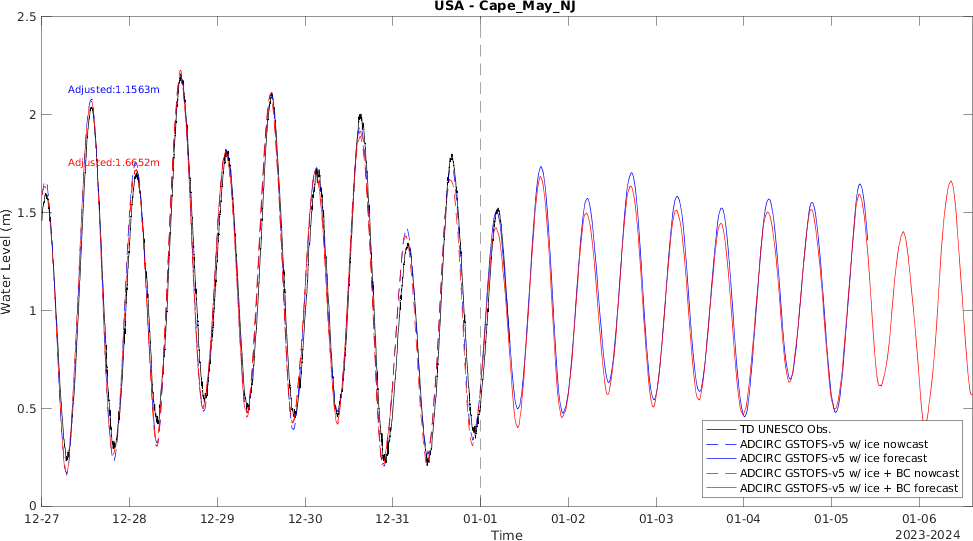 USA - Cape_May_NJ
2.5
2
1.5
1
0.5
0
Water Level (m)
Adjusted:1.1563m
Adjusted:1.6652m
TD UNESCO Obs.
ADCIRC GSTOFS-v5 w/ ice nowcast
ADCIRC GSTOFS-v5 w/ ice forecast
ADCIRC GSTOFS-v5 w/ ice + BC nowcast
ADCIRC GSTOFS-v5 w/ ice + BC forecast
12-27 12-28 12-29 12-30 12-31 01-01 01-02 01-03 01-04 01-05 01-06
Time
2023-2024